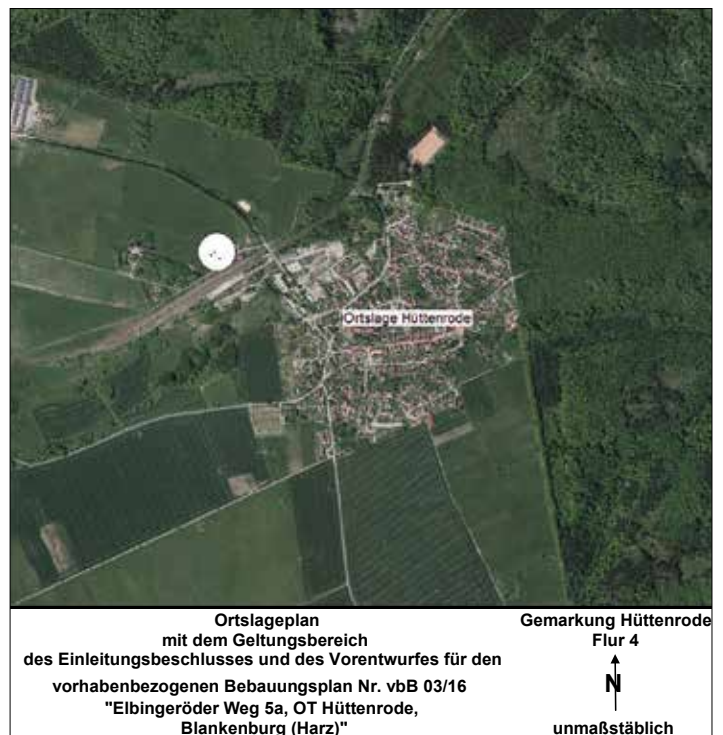 Ortslage Hüttenrode
Ortslageplan
mit dem Geltungsbereich
des Einleitungsbeschlusses und des Vorentwurfes für den
vorhabenbezogenen Bebauungsplan Nr. vbB 03/16
"Elbingeröder Weg 5a, OT Hüttenrode,
Blankenburg (Harz)"
Gemarkung Hüttenrode
Flur 4
N
unmaßstäblich